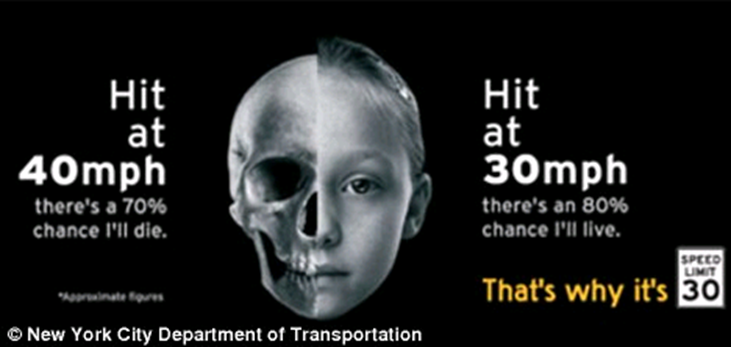 Hit
at
40mph
there's a 70%
chance I'll die.
*Approximate figures
Hit
at
30mph
there's an 80%
chance I'll live.
That's why it's
SPEED
LIMIT
30
© New York City Department of Transportation